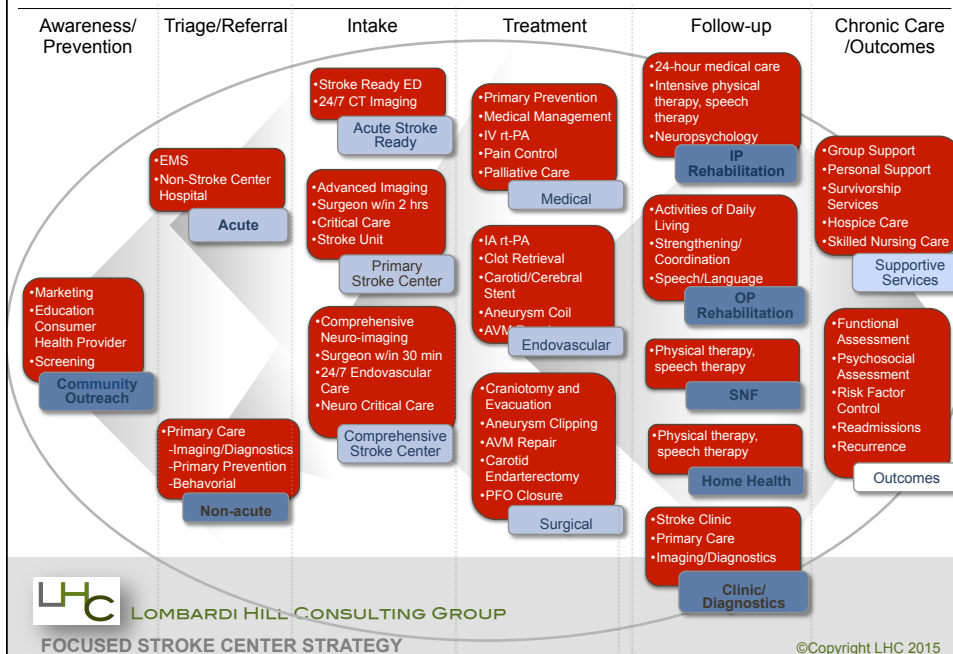 Awareness/
Prevention
Triage/Referral
Intake
Treatment
Follow-up
Chronic Care
/Outcomes
•Marketing
•Education
Consumer
Health Provider
•Screening
Community
Outreach
•EMS
•Non-Stroke Center
Hospital
Acute
•Primary Care
-Imaging/Diagnostics
-Primary Prevention
-Behavorial
Non-acute
•Stroke Ready ED
•24/7 CT Imaging
Acute Stroke
Ready
•Advanced Imaging
•Surgeon w/in 2 hrs
•Critical Care
•Stroke Unit
Primary
Stroke Center
•Comprehensive
Neuro-imaging
•Surgeon w/in 30 min
•24/7 Endovascular
Care
•Neuro Critical Care
Comprehensive
Stroke Center
•Primary Prevention
•Medical Management
•IV rt-PA
•Pain Control
•Palliative Care
Medical
•IA rt-PA
•Clot Retrieval
•Carotid/Cerebral
Stent
•Aneurysm Coil
•AVM
Endovascular
•Craniotomy and
Evacuation
•Aneurysm Clipping
•AVM Repair
•Carotid
Endarterectomy
•PFO Closure
Surgical
•24-hour medical care
•Intensive physical
therapy, speech
therapy
•Neuropsychology
IP
Rehabilitation
•Activities of Daily
Living
•Strengthening/
Coordination
•Speech/Language
OP
Rehabilitation
•Physical therapy,
speech therapy
SNF
•Physical therapy,
speech therapy
Home Health
•Stroke Clinic
•Primary Care
•Imaging/Diagnostics
Clinic/
Diagnostics
•Group Support
•Personal Support
•Survivorship
Services
•Hospice Care
•Skilled Nursing Care
Supportive
Services
•Functional
Assessment
•Psychosocial
Assessment
•Risk Factor
Control
•Readmissions
•Recurrence
Outcomes
LHC
LOMBARDI HILL CONSULTING GROUP
FOCUSED STROKE CENTER STRATEGY
©Copyright LHC 2015